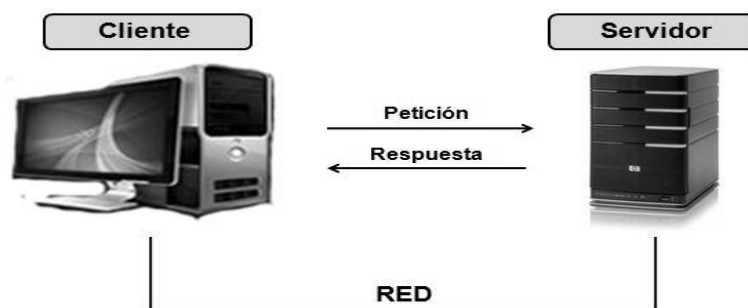 Cliente
Servidor
Petición
Respuesta
RED